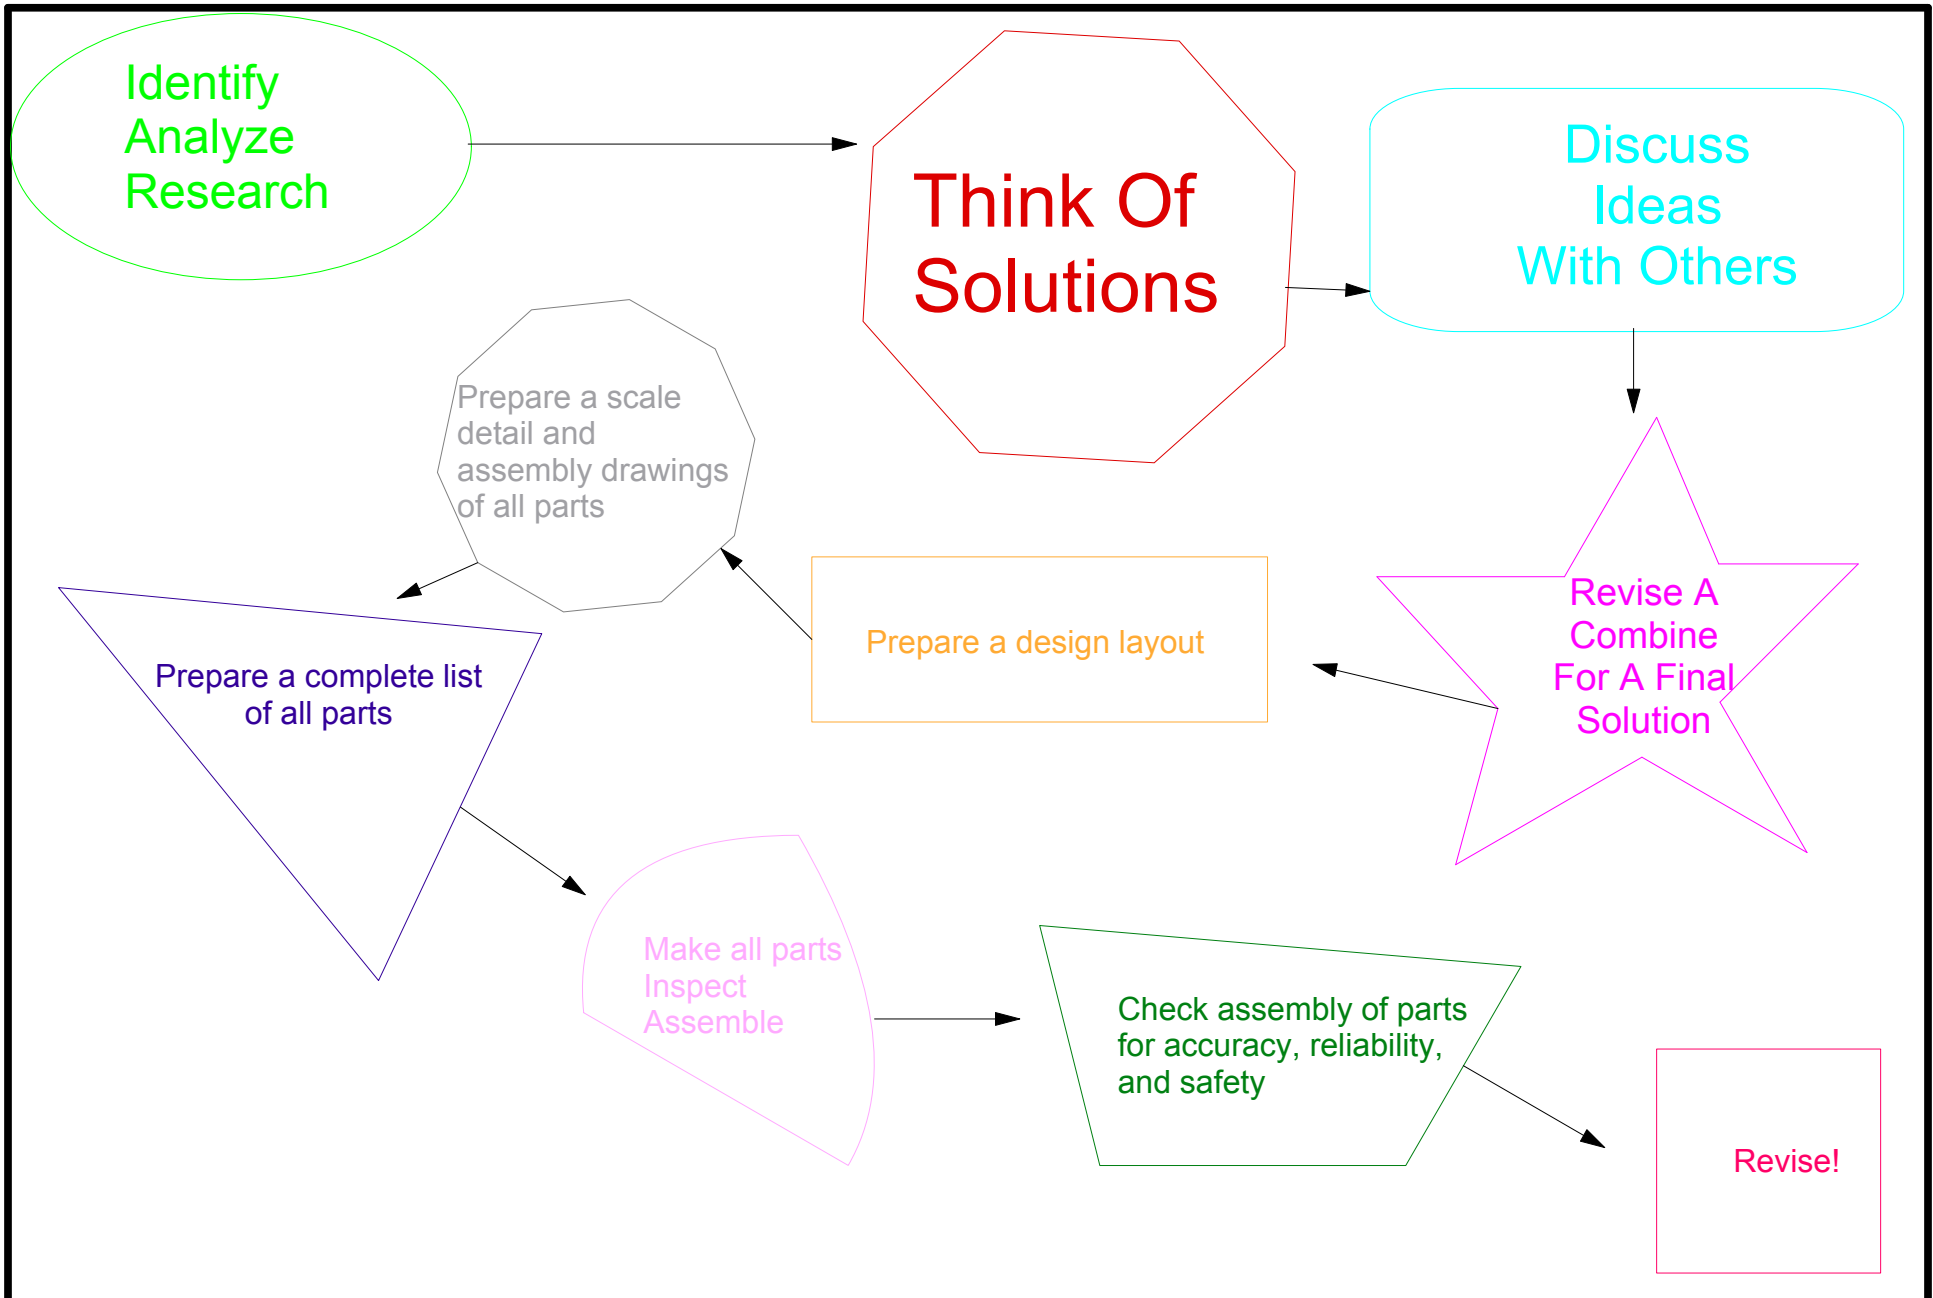 Identify
Analyze
Research
Think Of
Solutions
Discuss
Ideas
With Others
Revise A
Combine
For A Final
Solution
Prepare a design layout
Prepare a scale
detail and
assembly drawings
of all parts
Prepare a complete list
of all parts
Make all parts
Inspect
Assemble
Check assembly of parts
for accuracy, reliability,
and safety
Revise!